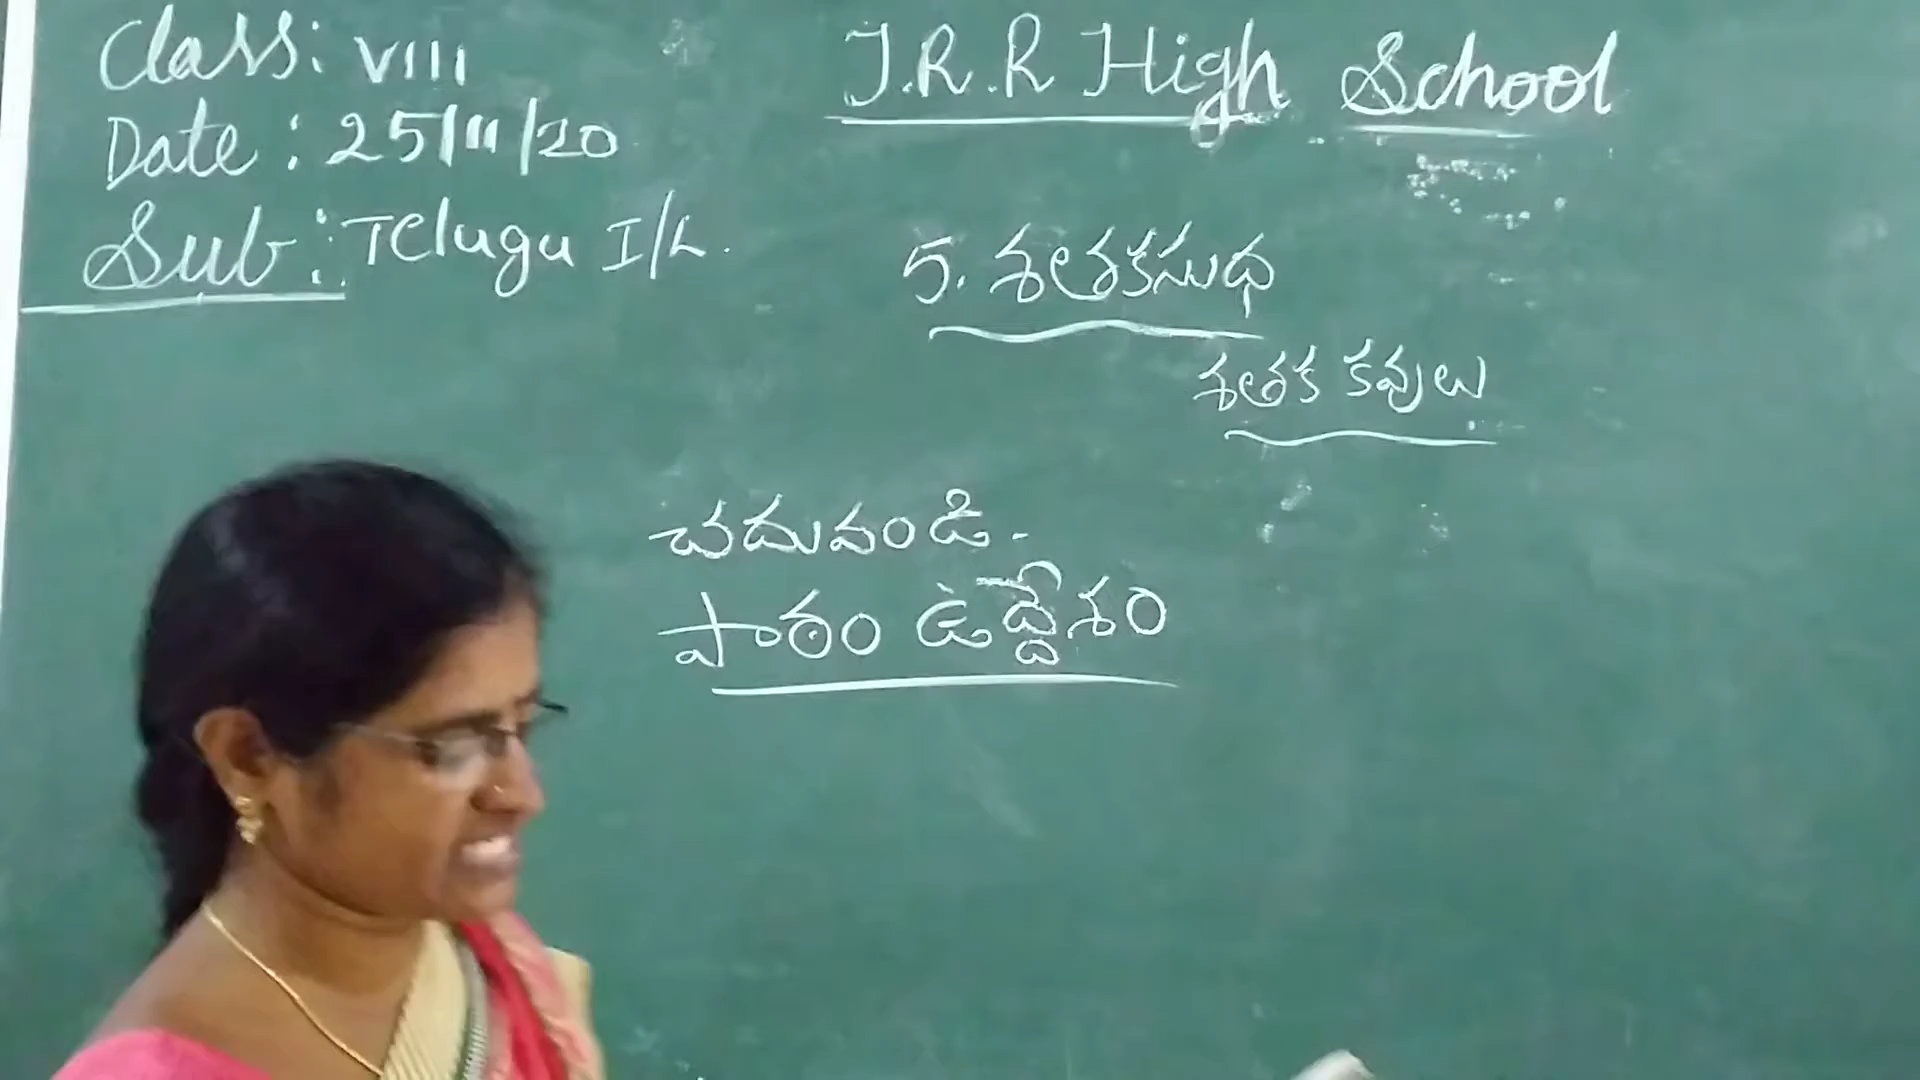 Class: VIII
Date: 25/11/20
Sub: Telugu I/L.
J.R.R High School
5. శతకసుధ
శతక కవులు
చదువండి-
పాఠం ఉద్దేశం